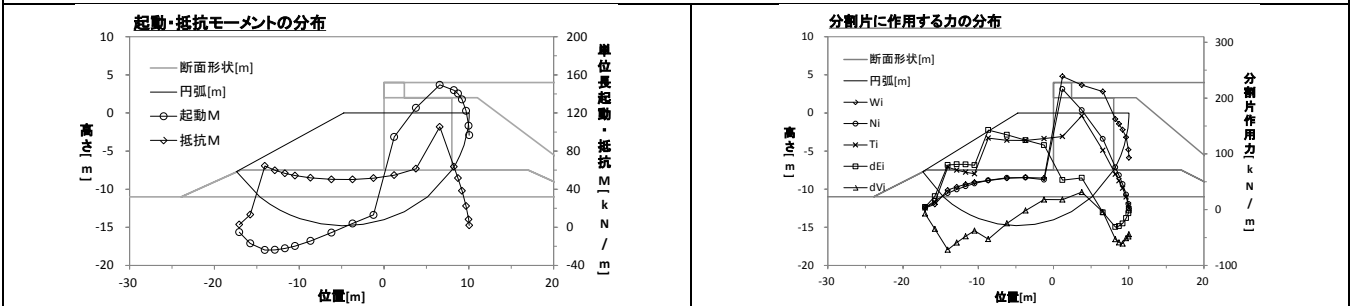 起動・抵抗モーメントの分布
10
5
0
-5
-10
-15
-20
高さ[m]
断面形状[m]
円弧[m]
起動M
抵抗M
200
160
120
80
40
0
-40
単位長起動・抵抗M[kN/m]
-30
-20
-10
0
10
20
位置[m]
分割片に作用する力の分布
10
5
0
-5
-10
-15
-20
高さ[m]
断面形状[m]
円弧[m]
Wi
Ni
Ti
dEi
dVi
300
200
100
0
-100
分割片作用力[kN/m]
-30
-20
-10
0
10
20
位置[m]